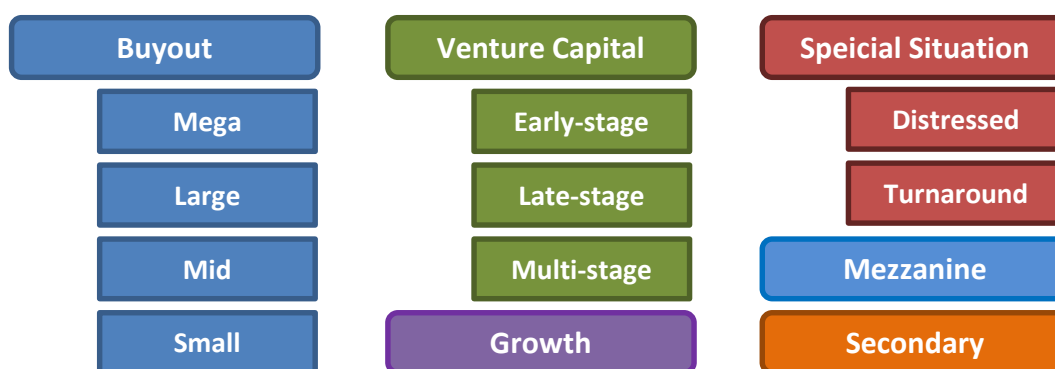 Buyout
Mega
Large
Mid
Small
Venture Capital
Early-stage
Late-stage
Multi-stage
Growth
Speicial Situation
Distressed
Turnaround
Mezzanine
Secondary